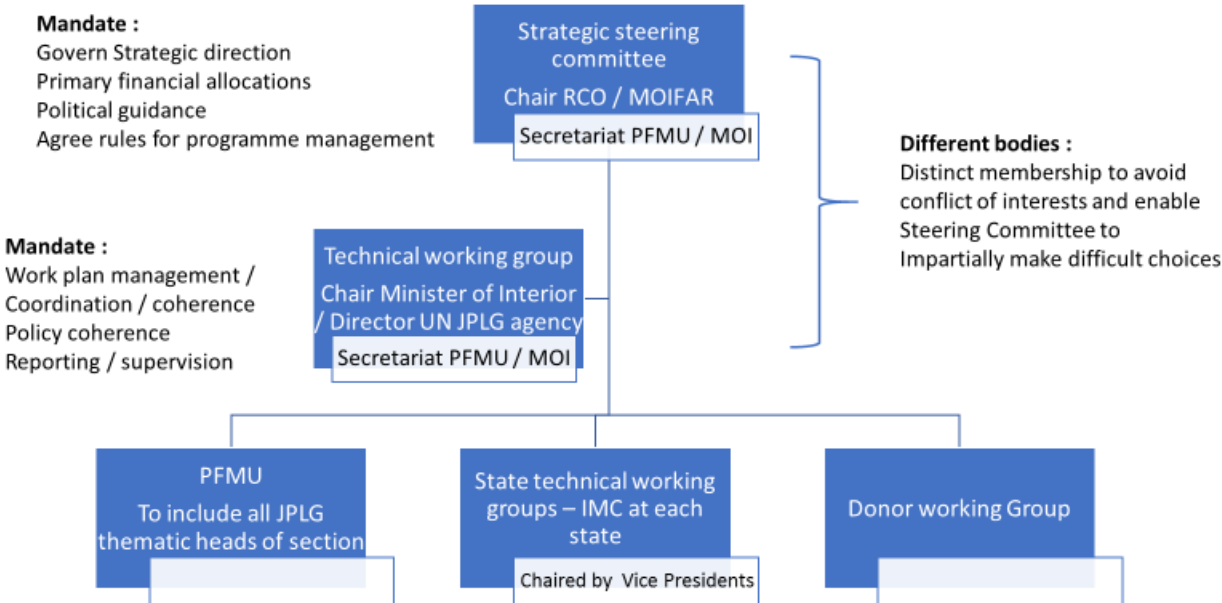 Mandate :
Govern Strategic direction
Primary financial allocations
Political guidance
Agree rules for programme management
Strategic steering
committee
Chair RCO / MOIFAR
Secretariat PFMU / MOI
Different bodies :
Distinct membership to avoid
conflict of interests and enable
Steering Committee to
Impartially make difficult choices
Mandate :
Work plan management /
Coordination / coherence
Policy coherence
Reporting / supervision
Technical working group
Chair Minister of Interior
/ Director UN JPLG agency
Secretariat PFMU / MOI
PFMU
To include all JPLG
thematic heads of section
State technical working
groups – IMC at each
state
Chaired by Vice Presidents
Donor working Group